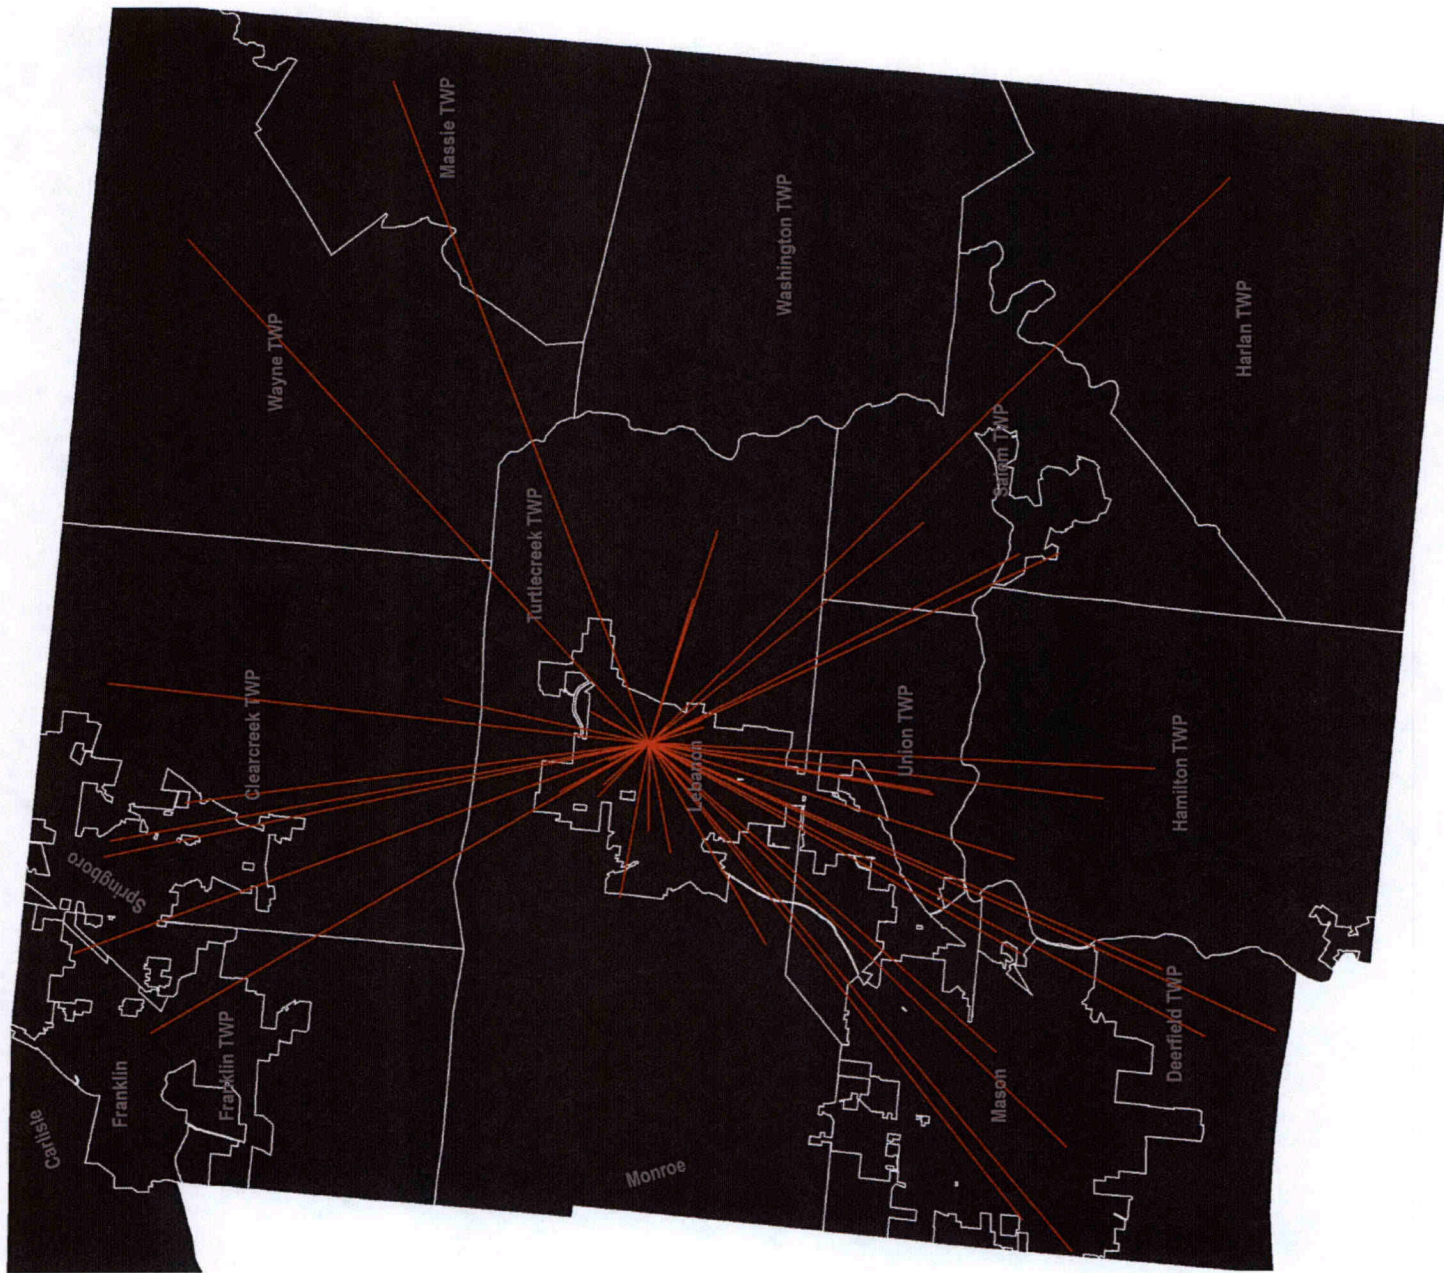 Massie TWP
Washington TWP
Wayne TWP
Harlan TWP
Salem TWP
Turtlecreek TWP
Clearcreek TWP
Union TWP
Lebanon
Hamilton TWP
Springboro
Franklin TWP
Deerfield TWP
Franklin
Mason
Carlisle
Monroe